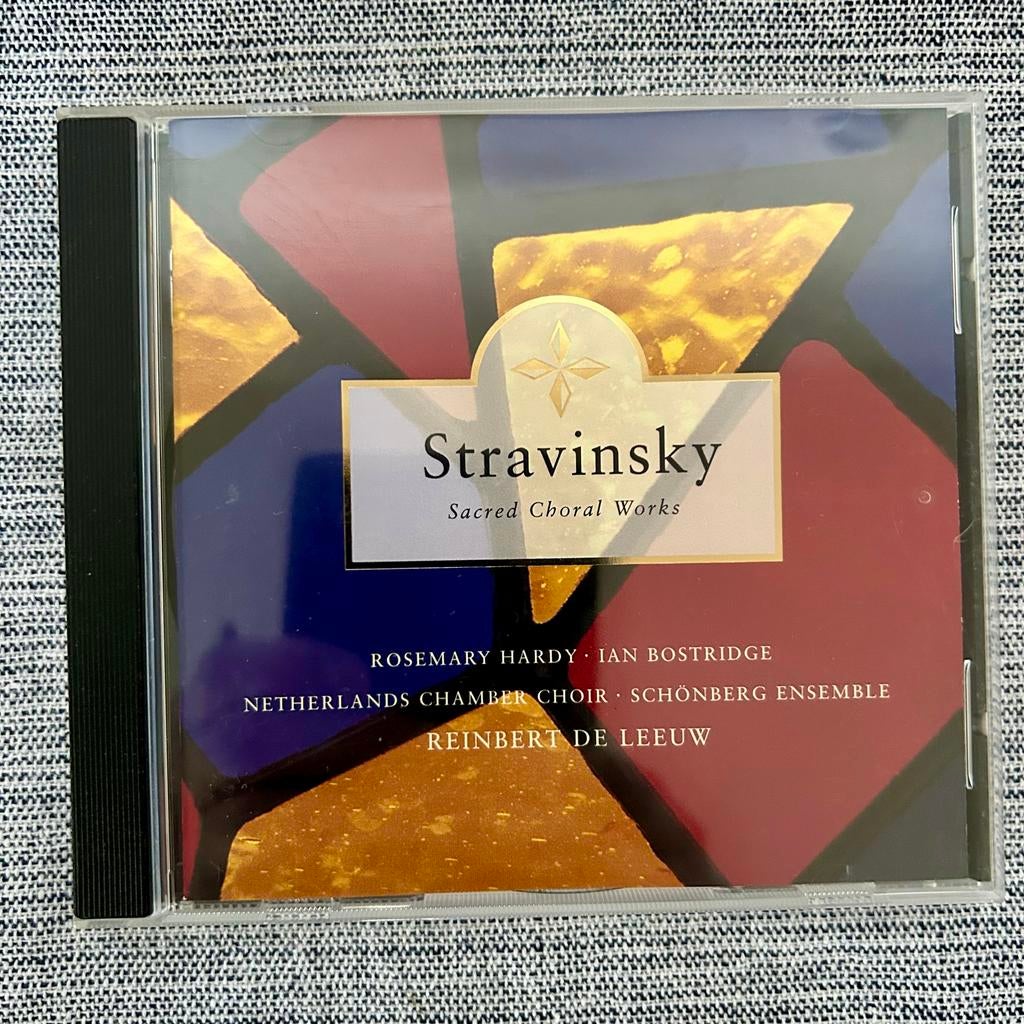 Stravinsky
Sacred Choral Works
ROSEMARY HARDY · IAN BOSTRIDGE
NETHERLANDS CHAMBER CHOIR · SCHÖNBERG ENSEMBLE
REINBERT DE LEEUW